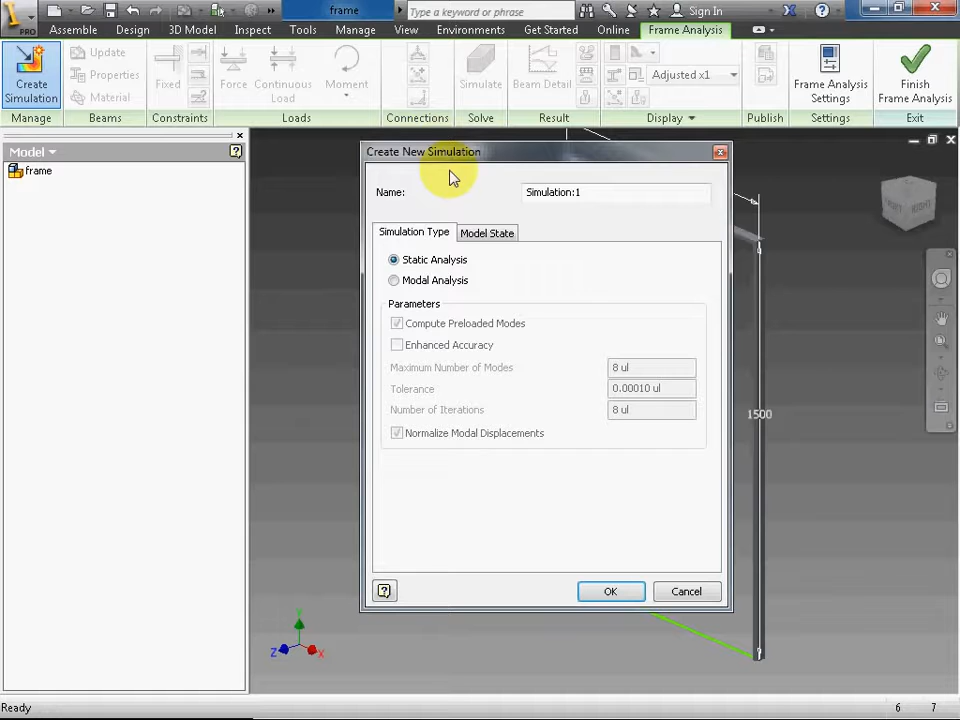 PRO
frame
Type a keyword or phrase
Sign In
Assemble Design 3D Model Inspect Tools Manage View Environments Get Started Online Frame Analysis
Create Simulation
Update
Properties
Material
Fixed
Force
Continuous Load
Moment
Simulate
Beam Detail
Adjusted x1
Frame Analysis Settings
Finish Frame Analysis
Manage Beams Constraints Loads Connections Solve Result Display Publish Settings Exit
Model
frame
Create New Simulation
Name: Simulation:1
Simulation Type Model State
Static Analysis
Modal Analysis
Parameters
Compute Preloaded Modes
Enhanced Accuracy
Maximum Number of Modes 8 ul
Tolerance 0.00010 ul
Number of Iterations 8 ul
Normalize Modal Displacements
OK Cancel
FRONT RIGHT
1500
Y
Z X
Ready 6 7